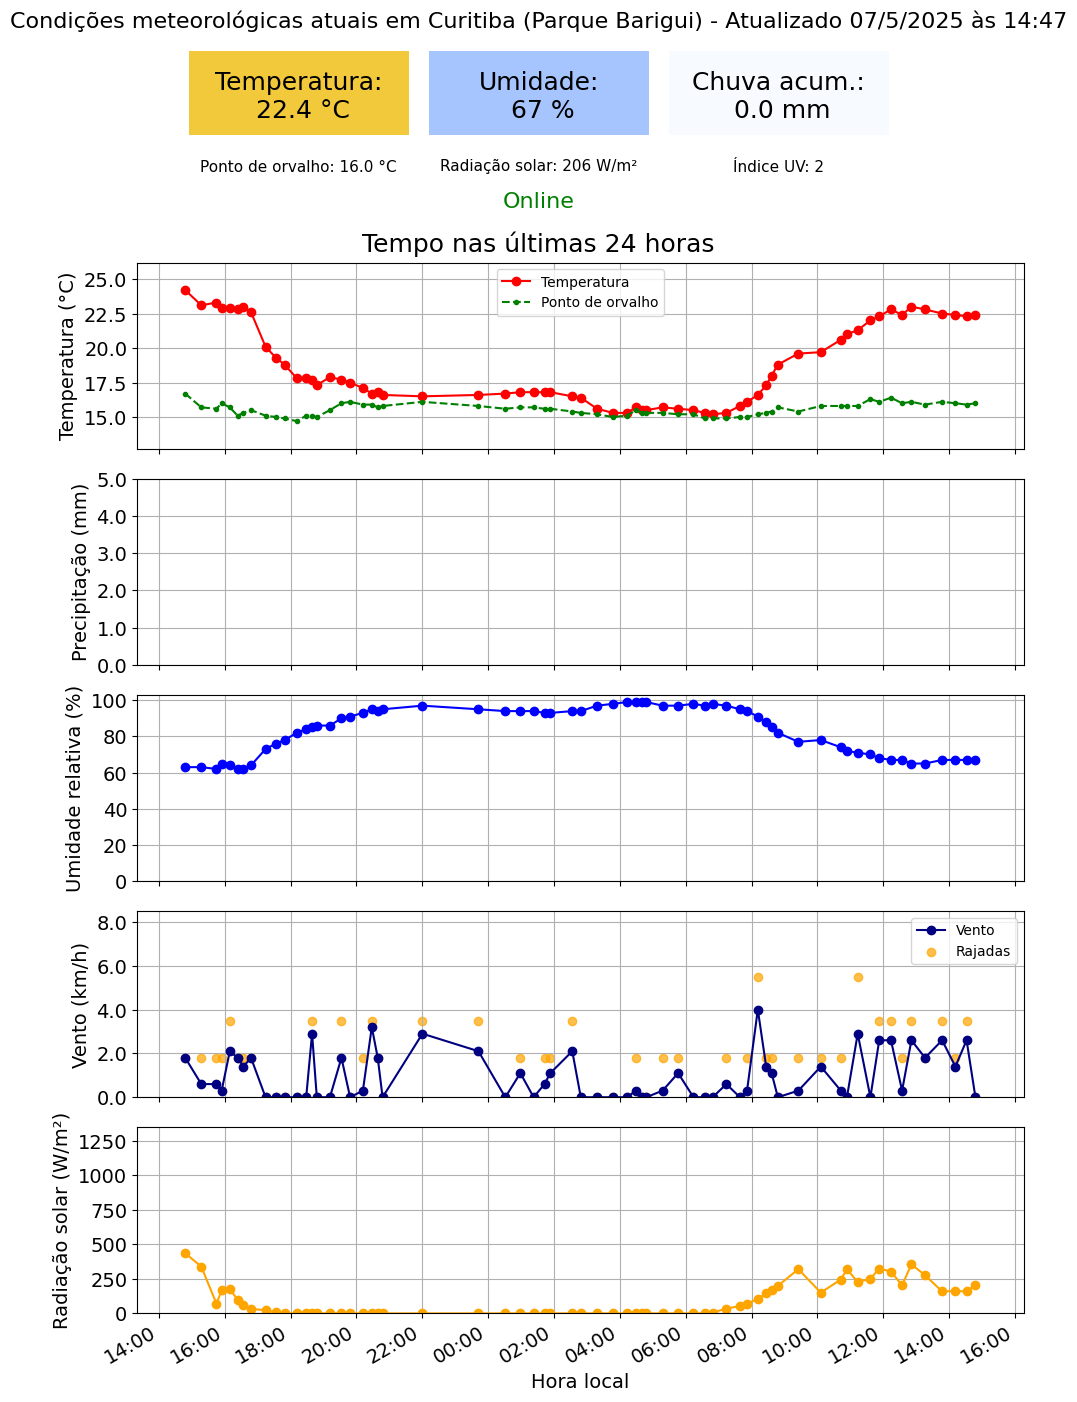 Condições meteorológicas atuais em Curitiba (Parque Barigui) - Atualizado 07/5/2025 às 14:47
Temperatura:
22.4 °C
Umidade:
67 %
Chuva acum.:
0.0 mm
Ponto de orvalho: 16.0 °C
Radiação solar: 206 W/m²
Índice UV: 2
Online
Tempo nas últimas 24 horas
Temperatura (°C)
25.0
22.5
20.0
17.5
15.0
Temperatura
Ponto de orvalho
Precipitação (mm)
5.0
4.0
3.0
2.0
1.0
0.0
Umidade relativa (%)
100
80
60
40
20
0
Vento (km/h)
8.0
6.0
4.0
2.0
0.0
Vento
Rajadas
Radiação solar (W/m²)
1250
1000
750
500
250
0
14:00
16:00
18:00
20:00
22:00
00:00
02:00
04:00
06:00
08:00
10:00
12:00
14:00
16:00
Hora local